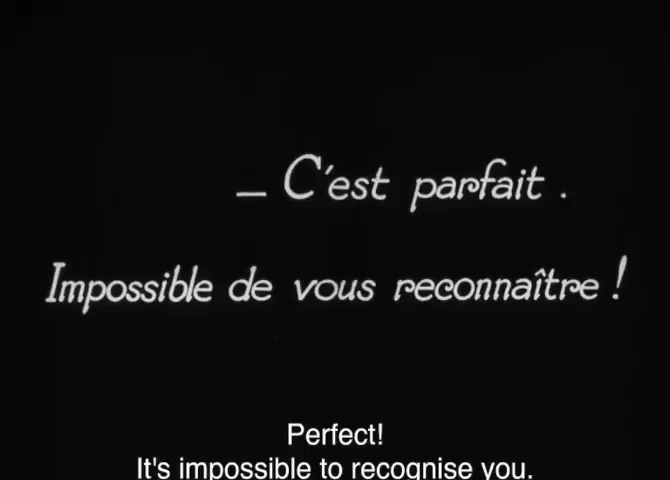 — C'est parfait.
Impossible de vous reconnaître !
Perfect!
It's impossible to recognise you.